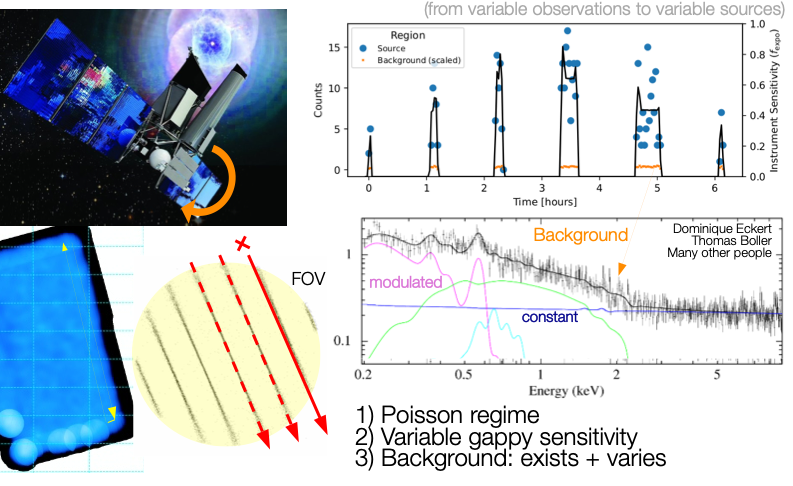 (from variable observations to variable sources)
Region
Source
Background (scaled)
Counts
15
10
5
0
1.0
0.8
0.6
0.4
0.2
0.0
Instrument Sensitivity (f_expo)
0 1 2 3 4 5 6
Time [hours]
FOV
Background
Dominique Eckert
Thomas Boller
Many other people
modulated
constant
1
0.1
0.2 0.5 1 2 5
Energy (keV)
1) Poisson regime
2) Variable gappy sensitivity
3) Background: exists + varies